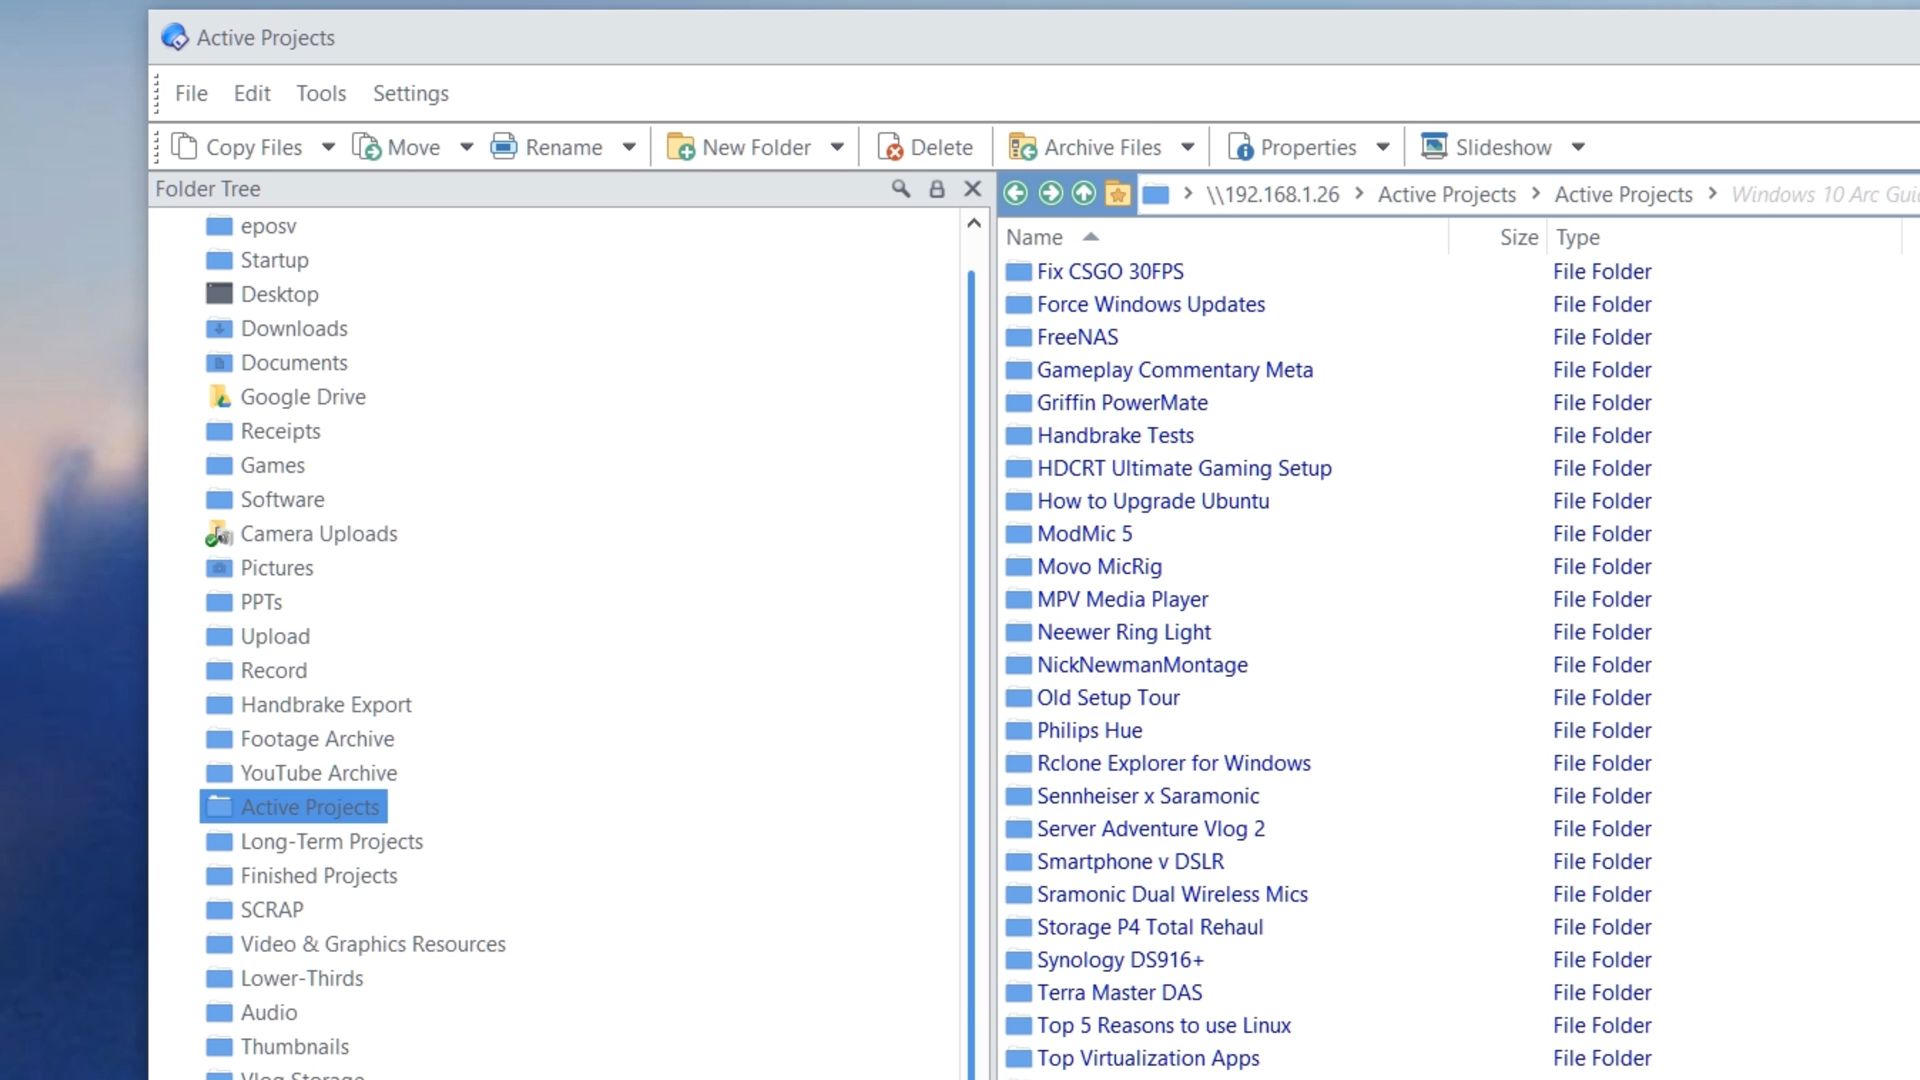 Active Projects
File Edit Tools Settings
Copy Files Move Rename New Folder Delete Archive Files Properties Slideshow
Folder Tree
eposv
Startup
Desktop
Downloads
Documents
Google Drive
Receipts
Games
Software
Camera Uploads
Pictures
PPTs
Upload
Record
Handbrake Export
Footage Archive
YouTube Archive
Active Projects
Long-Term Projects
Finished Projects
SCRAP
Video & Graphics Resources
Lower-Thirds
Audio
Thumbnails
Vlog Storage
> \\192.168.1.26 > Active Projects > Active Projects > Windows 10 Arc
Name Size Type
Fix CSGO 30FPS File Folder
Force Windows Updates File Folder
FreeNAS File Folder
Gameplay Commentary Meta File Folder
Griffin PowerMate File Folder
Handbrake Tests File Folder
HDCRT Ultimate Gaming Setup File Folder
How to Upgrade Ubuntu File Folder
ModMic 5 File Folder
Movo MicRig File Folder
MPV Media Player File Folder
Neewer Ring Light File Folder
NickNewmanMontage File Folder
Old Setup Tour File Folder
Philips Hue File Folder
Rclone Explorer for Windows File Folder
Sennheiser x Saramonic File Folder
Server Adventure Vlog 2 File Folder
Smartphone v DSLR File Folder
Sramonic Dual Wireless Mics File Folder
Storage P4 Total Rehaul File Folder
Synology DS916+ File Folder
Terra Master DAS File Folder
Top 5 Reasons to use Linux File Folder
Top Virtualization Apps File Folder